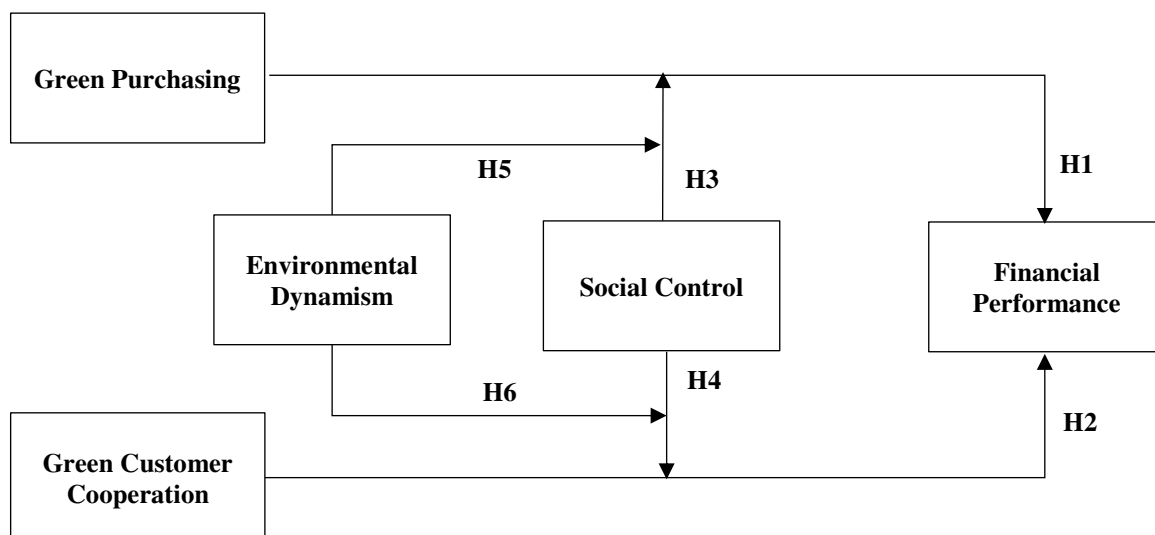 Green Purchasing
H5
H3
H1
Environmental
Dynamism
Social Control
Financial
Performance
H6
H4
H2
Green Customer
Cooperation